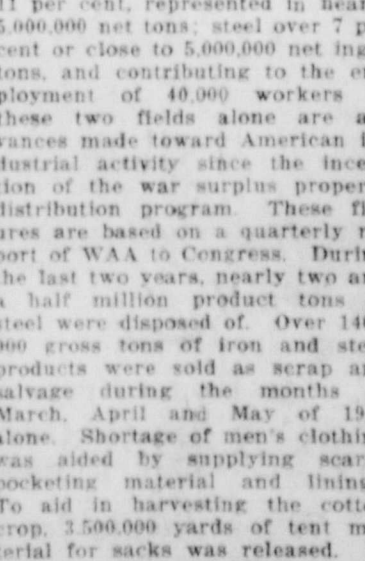 11 per cent, represented in near
5,000,000 net tons; steel over 7 p
cent or close to 5,000,000 net ing
tons, and contributing to the e
ployment of 40,000 workers
these two fields alone are a
vances made toward American i
dustrial activity since the ince
tion of the war surplus proper
distribution program. These fi
ures are based on a quarterly r
port of WAA to Congress. Durin
the last two years, nearly two a
a half million product tons
steel were disposed of. Over 140
000 gross tons of iron and ste
products were sold as scrap a
salvage during the months
March, April and May of 19
alone. Shortage of men's clothi
was aided by supplying scar
pocketing material and lining
To aid in harvesting the cott
crop, 3,500,000 yards of tent m
terial for sacks was released.